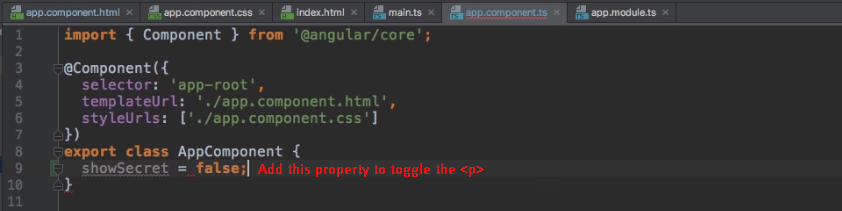 app.component.html × app.component.css × index.html × main.ts × app.component.ts × app.module.ts ×
1 import { Component } from '@angular/core';
2
3 @Component({
4 selector: 'app-root',
5 templateUrl: './app.component.html',
6 styleUrls: ['./app.component.css']
7 })
8 export class AppComponent {
9 showSecret = false; Add this property to toggle the <p>
10 }
11